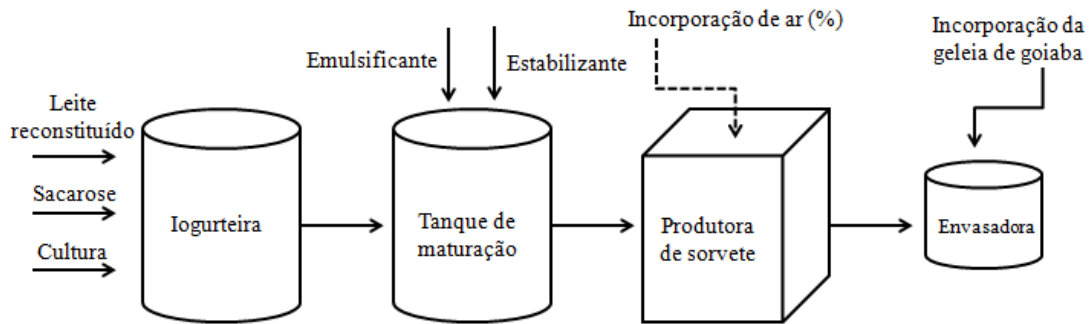 Incorporação de ar (%)
Incorporação da
geleia de goiaba
Emulsificante
Estabilizante
Leite
reconstituído
Sacarose
Cultura
Iogurteira
Tanque de
maturação
Produtora
de sorvete
Envasadora